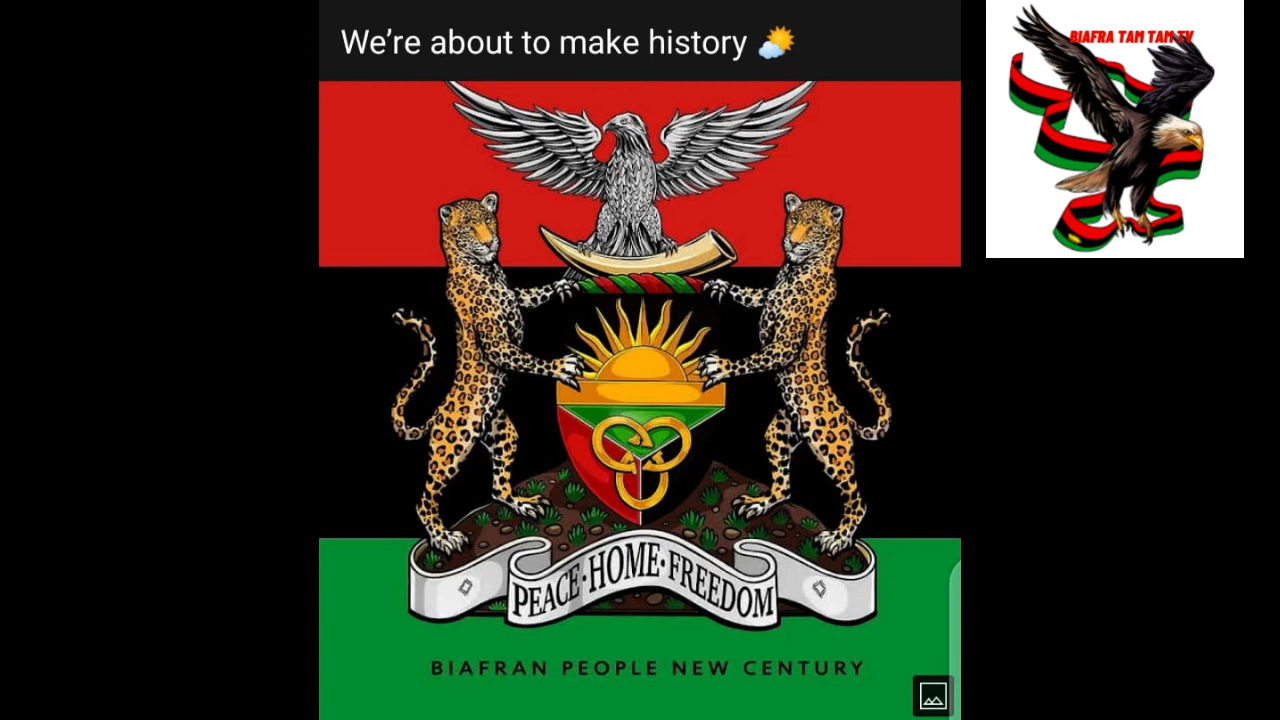 We're about to make history
BIAFRA TAM TAM TV
PEACE·HOME·FREEDOM
BIAFRAN PEOPLE NEW CENTURY